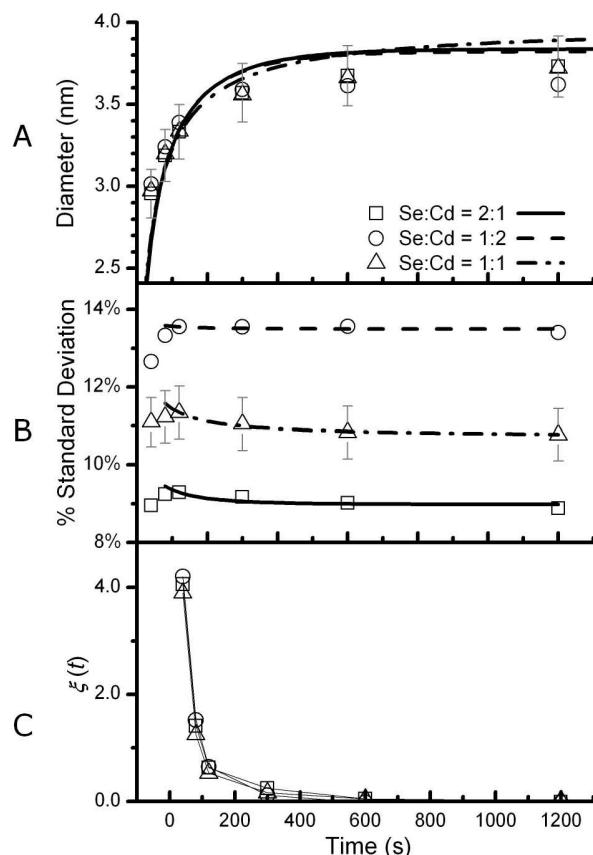 A
Diameter (nm)
4.0
3.5
3.0
2.5
Se:Cd = 2:1
Se:Cd = 1:2
Se:Cd = 1:1
B
% Standard Deviation
14%
12%
10%
8%
C
ξ (t)
4.0
2.0
0.0
0 200 400 600 800 1000 1200
Time (s)